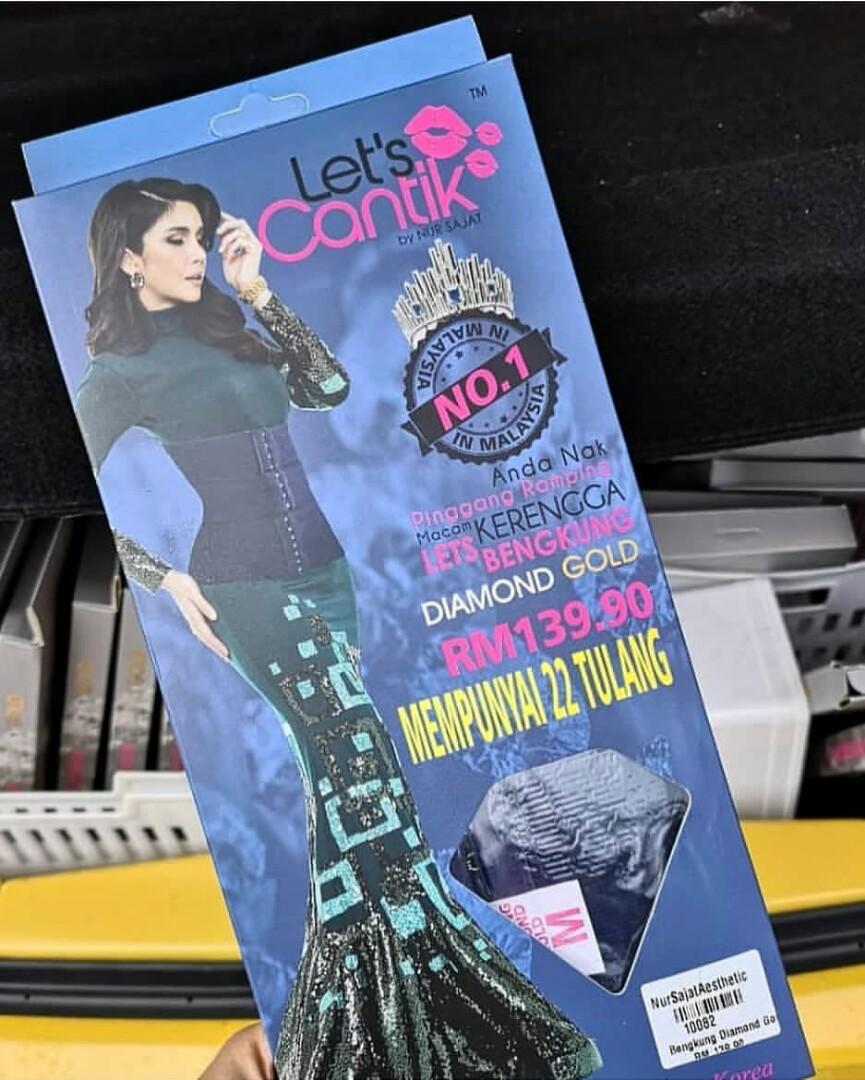 TM
Let's
Cantik
by NUR SAJAT
IN MALAYSIA
NO.1
IN MALAYSIA
Anda Nak
Pinggang Ramping
Macam KERENGGA
LETS BENGKUNG
DIAMOND GOLD
RM139.90
MEMPUNYAI 22 TULANG
M
NurSajatAesthetic
10082
Bengkung Diamond Go
Korea